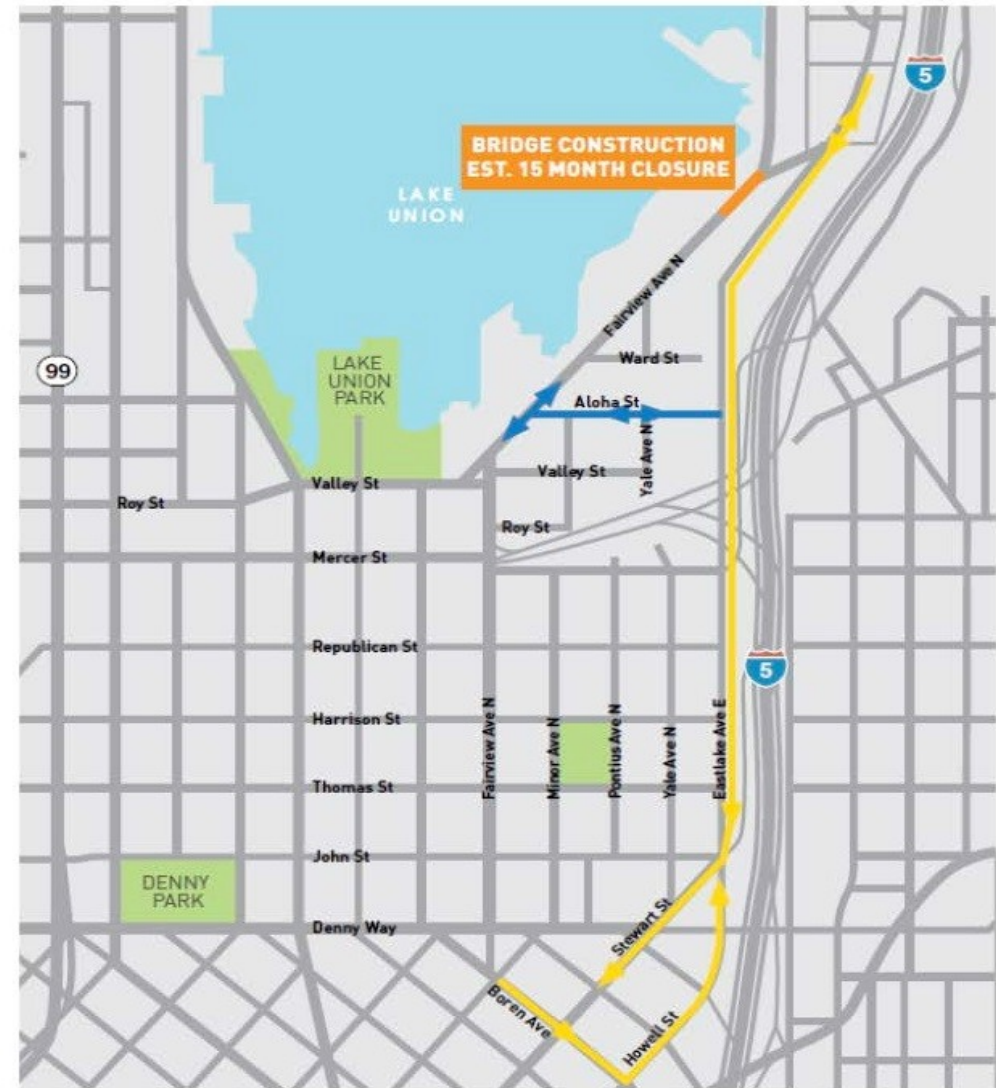 5
BRIDGE CONSTRUCTION
EST. 15 MONTH CLOSURE
LAKE
UNION
Fairview Ave N
Ward St
99
LAKE
UNION
PARK
Aloha St
Yale Ave N
Valley St
Valley St
Roy St
Roy St
Mercer St
Republican St
5
Harrison St
Fairview Ave N
Minor Ave N
Pontius Ave N
Yale Ave N
Eastlake Ave E
Thomas St
John St
DENNY
PARK
Denny Way
Stewart St
Boren Ave
Howell St